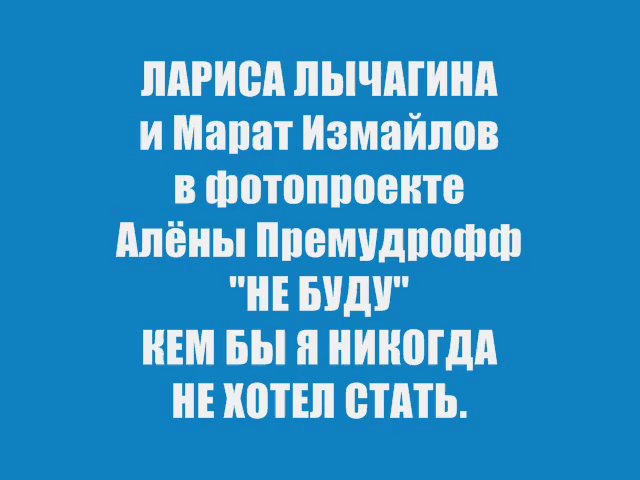 ЛАРИСА ЛЫЧАГИНА
и Марат Измайлов
в фотопроекте
Алёны Премудрофф
"НЕ БУДУ"
КЕМ БЫ Я НИКОГДА
НЕ ХОТЕЛ СТАТЬ.